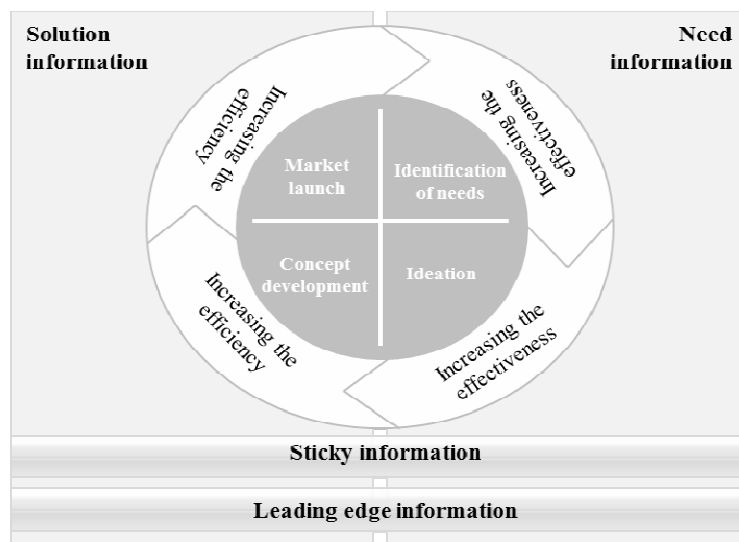 Solution
information
Need
information
Increasing the
efficiency
Increasing the
effectiveness
Market
launch
Identification
of needs
Concept
development
Ideation
Increasing the
efficiency
Increasing the
effectiveness
Sticky information
Leading edge information